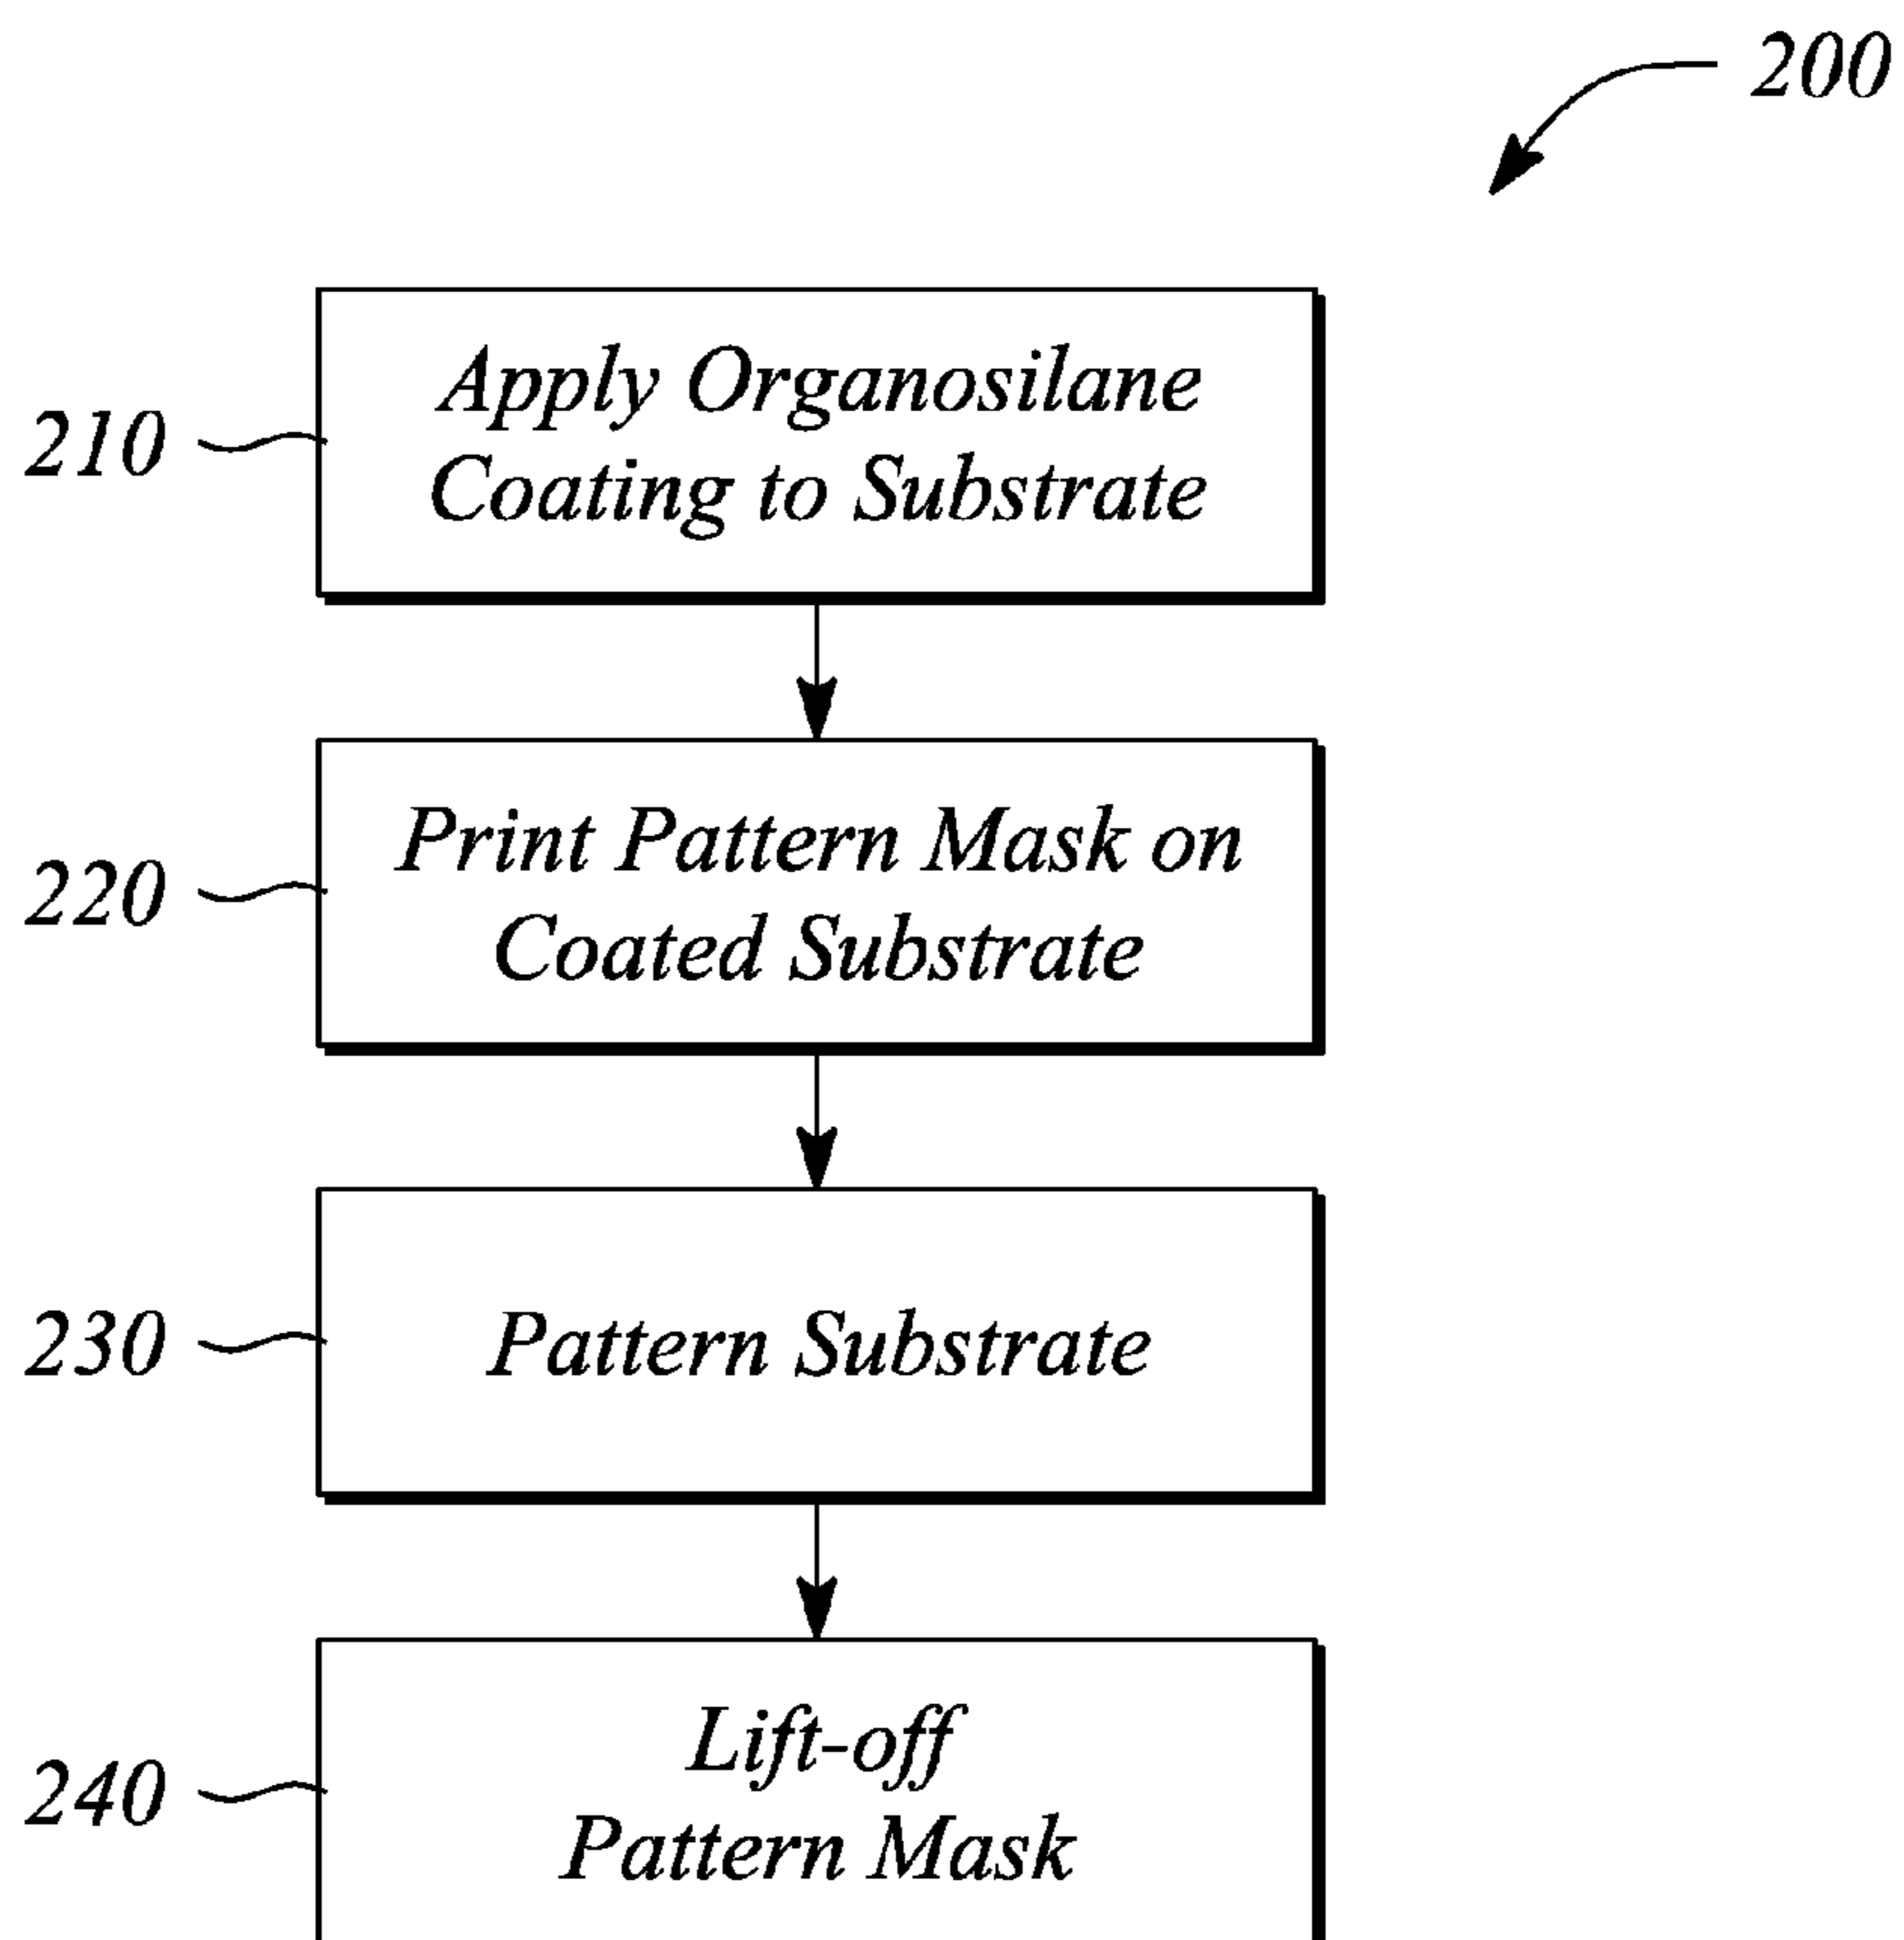 200
210
Apply Organosilane
Coating to Substrate
220
Print Pattern Mask on
Coated Substrate
230
Pattern Substrate
240
Lift-off
Pattern Mask